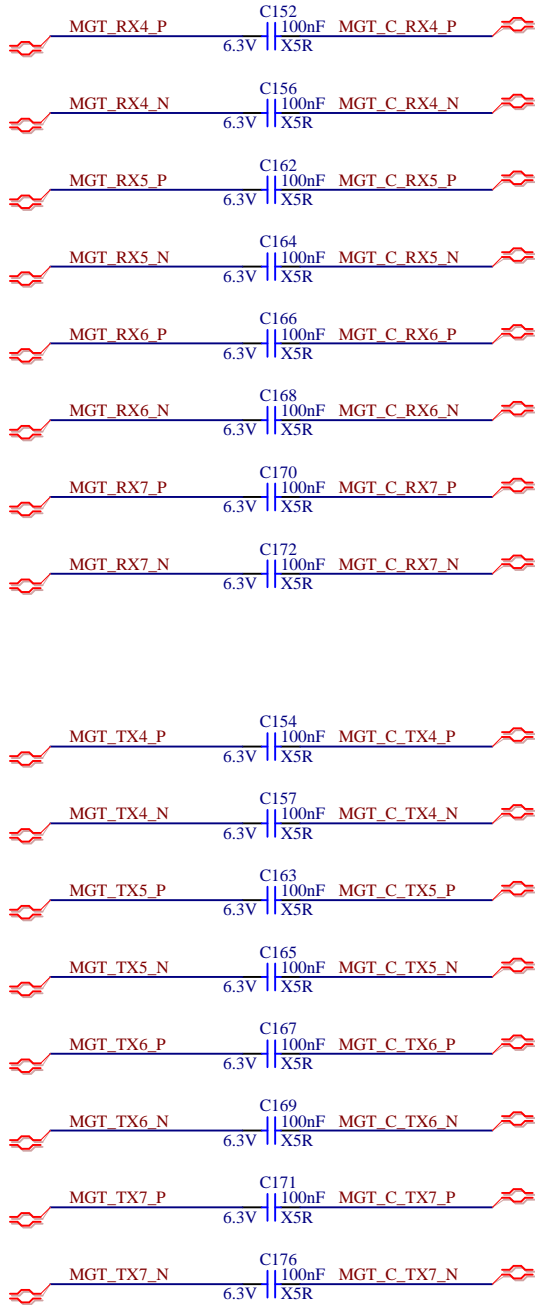 C152
MGT_RX4_P 100nF MGT_C_RX4_P
6.3V X5R
C156
MGT_RX4_N 100nF MGT_C_RX4_N
6.3V X5R
C162
MGT_RX5_P 100nF MGT_C_RX5_P
6.3V X5R
C164
MGT_RX5_N 100nF MGT_C_RX5_N
6.3V X5R
C166
MGT_RX6_P 100nF MGT_C_RX6_P
6.3V X5R
C168
MGT_RX6_N 100nF MGT_C_RX6_N
6.3V X5R
C170
MGT_RX7_P 100nF MGT_C_RX7_P
6.3V X5R
C172
MGT_RX7_N 100nF MGT_C_RX7_N
6.3V X5R
C154
MGT_TX4_P 100nF MGT_C_TX4_P
6.3V X5R
C157
MGT_TX4_N 100nF MGT_C_TX4_N
6.3V X5R
C163
MGT_TX5_P 100nF MGT_C_TX5_P
6.3V X5R
C165
MGT_TX5_N 100nF MGT_C_TX5_N
6.3V X5R
C167
MGT_TX6_P 100nF MGT_C_TX6_P
6.3V X5R
C169
MGT_TX6_N 100nF MGT_C_TX6_N
6.3V X5R
C171
MGT_TX7_P 100nF MGT_C_TX7_P
6.3V X5R
C176
MGT_TX7_N 100nF MGT_C_TX7_N
6.3V X5R